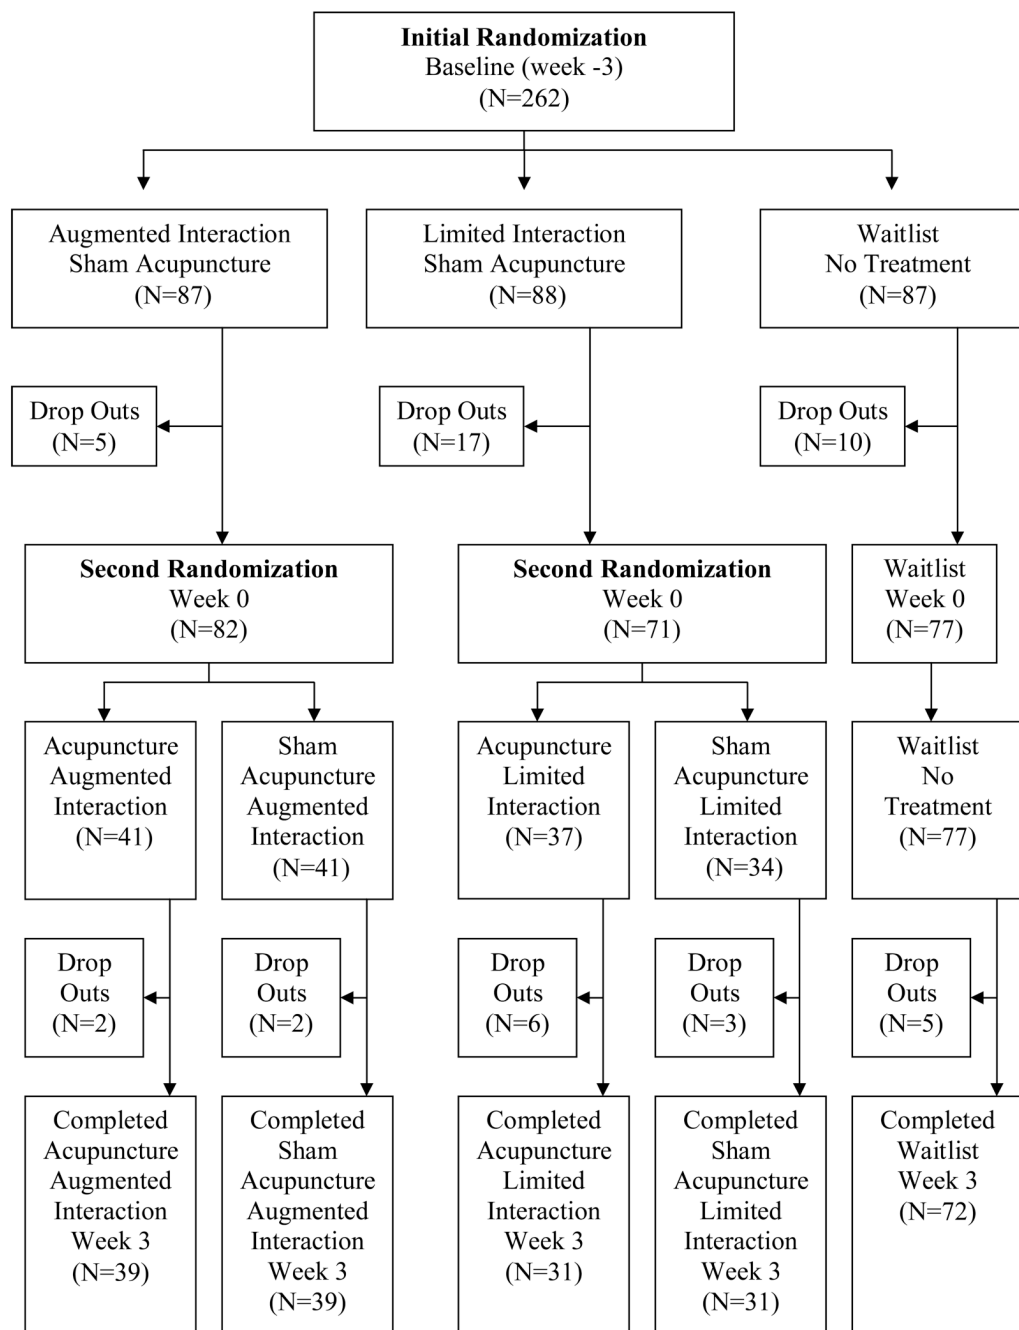 Initial Randomization
Baseline (week -3)
(N=262)
Augmented Interaction
Sham Acupuncture
(N=87)
Limited Interaction
Sham Acupuncture
(N=88)
Waitlist
No Treatment
(N=87)
Drop Outs
(N=5)
Drop Outs
(N=17)
Drop Outs
(N=10)
Second Randomization
Week 0
(N=82)
Second Randomization
Week 0
(N=71)
Waitlist
Week 0
(N=77)
Acupuncture
Augmented
Interaction
(N=41)
Sham
Acupuncture
Augmented
Interaction
(N=41)
Acupuncture
Limited
Interaction
(N=37)
Sham
Acupuncture
Limited
Interaction
(N=34)
Waitlist
No
Treatment
(N=77)
Drop
Outs
(N=2)
Drop
Outs
(N=2)
Drop
Outs
(N=6)
Drop
Outs
(N=3)
Drop
Outs
(N=5)
Completed
Acupuncture
Augmented
Interaction
Week 3
(N=39)
Completed
Sham
Acupuncture
Augmented
Interaction
Week 3
(N=39)
Completed
Acupuncture
Limited
Interaction
Week 3
(N=31)
Completed
Sham
Acupuncture
Limited
Interaction
Week 3
(N=31)
Completed
Waitlist
Week 3
(N=72)